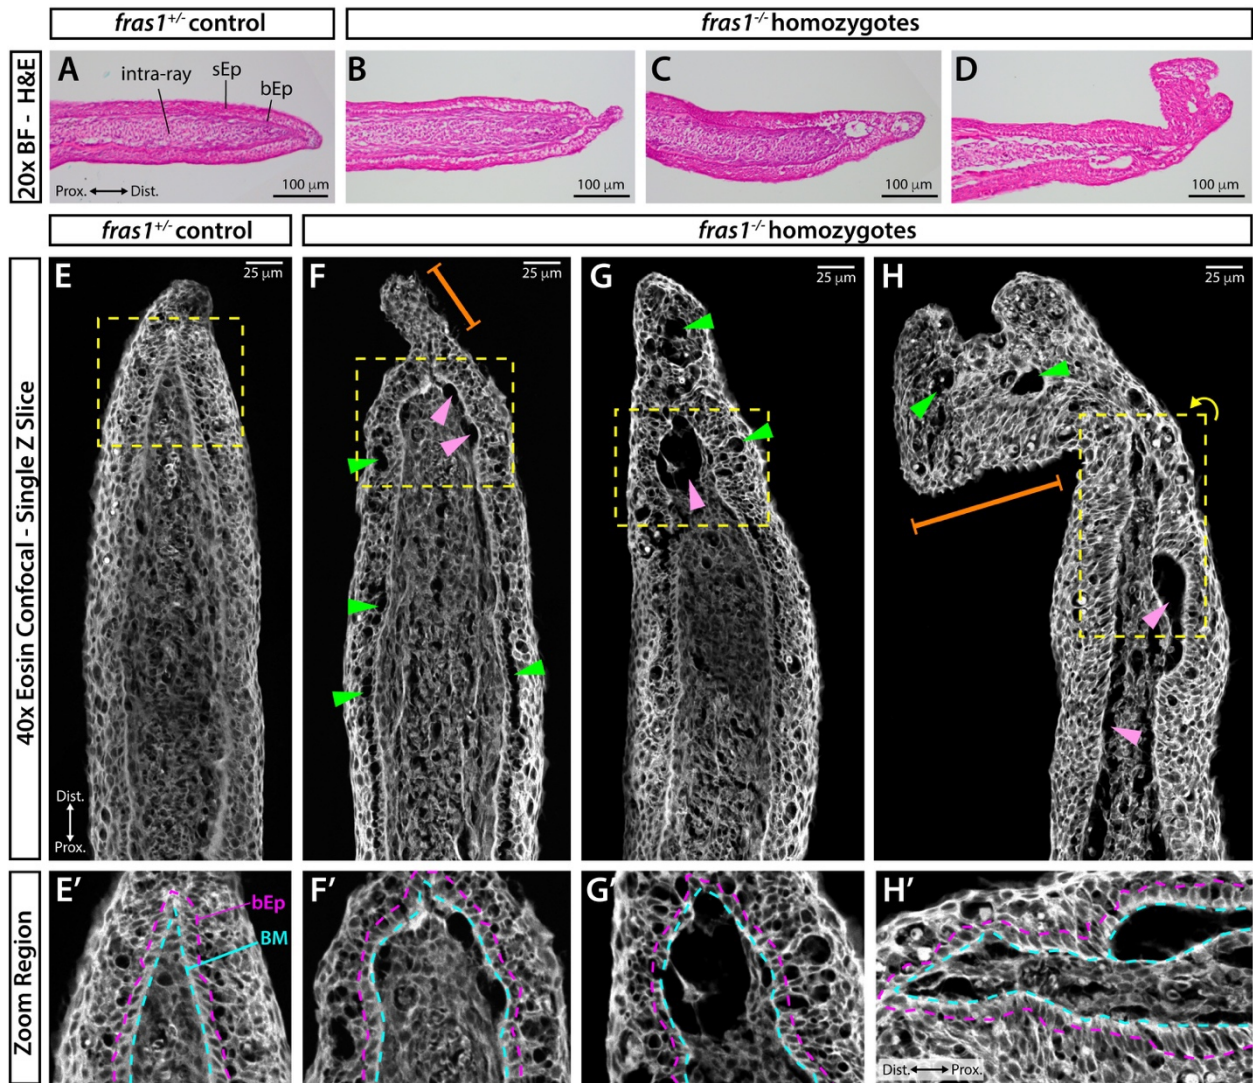 fras1+/- control
fras1-/- homozygotes
20x BF - H&E
A
intra-ray
sEp
bEp
Prox. ↔ Dist.
100 μm
B
100 μm
C
100 μm
D
100 μm
fras1+/- control
fras1-/- homozygotes
40x Eosin Confocal - Single Z Slice
E
25 μm
Dist.
Prox.
F
25 μm
G
25 μm
H
25 μm
Zoom Region
E'
bEp
BM
F'
G'
H'
Dist. ↔ Prox.